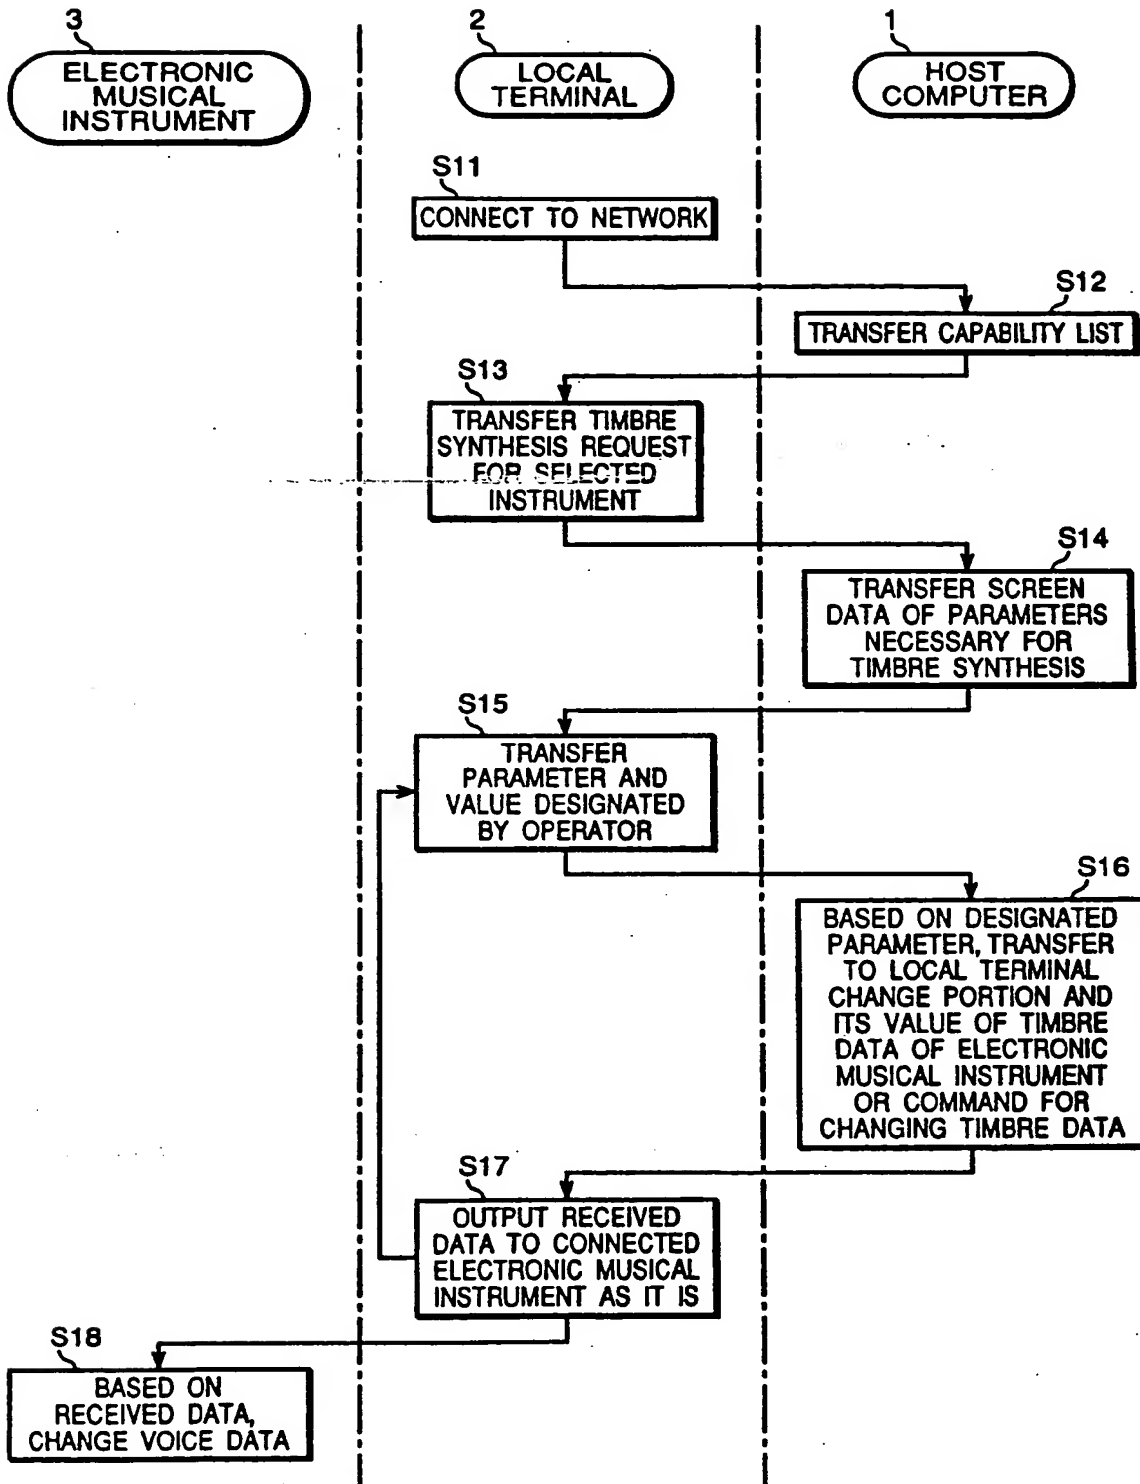 3
ELECTRONIC
MUSICAL
INSTRUMENT
2
LOCAL
TERMINAL
1
HOST
COMPUTER
S11
CONNECT TO NETWORK
S12
TRANSFER CAPABILITY LIST
S13
TRANSFER TIMBRE
SYNTHESIS REQUEST
FOR SELECTED
INSTRUMENT
S14
TRANSFER SCREEN
DATA OF PARAMETERS
NECESSARY FOR
TIMBRE SYNTHESIS
S15
TRANSFER
PARAMETER AND
VALUE DESIGNATED
BY OPERATOR
S16
BASED ON DESIGNATED
PARAMETER, TRANSFER
TO LOCAL TERMINAL
CHANGE PORTION AND
ITS VALUE OF TIMBRE
DATA OF ELECTRONIC
MUSICAL INSTRUMENT
OR COMMAND FOR
CHANGING TIMBRE DATA
S17
OUTPUT RECEIVED
DATA TO CONNECTED
ELECTRONIC MUSICAL
INSTRUMENT AS IT IS
S18
BASED ON
RECEIVED DATA,
CHANGE VOICE DATA